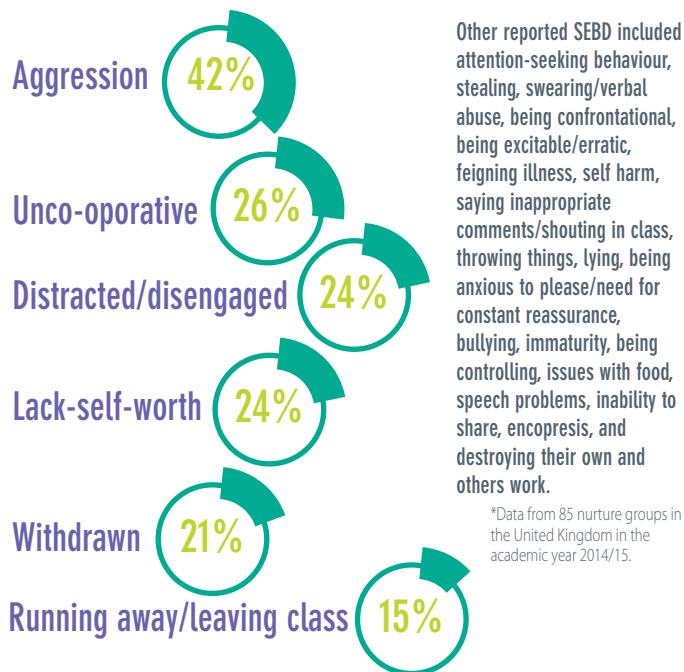 Aggression
42%
Unco-oporative
26%
Distracted/disengaged
24%
Lack-self-worth
24%
Withdrawn
21%
Running away/leaving class
15%
Other reported SEBD included
attention-seeking behaviour,
stealing, swearing/verbal
abuse, being confrontational,
being excitable/erratic,
feigning illness, self harm,
saying inappropriate
comments/shouting in class,
throwing things, lying, being
anxious to please/need for
constant reassurance,
bullying, immaturity, being
controlling, issues with food,
speech problems, inability to
share, encopresis, and
destroying their own and
others work.
*Data from 85 nurture groups in
the United Kingdom in the
academic year 2014/15.